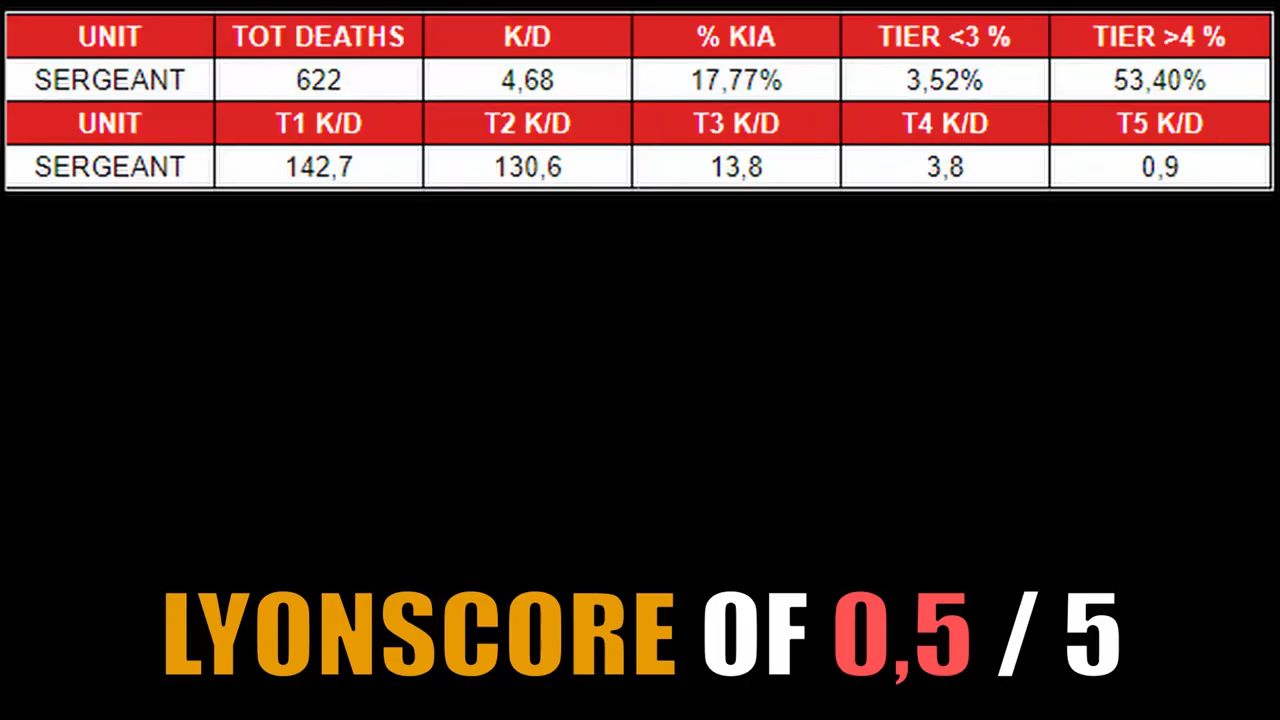 UNIT TOT DEATHS K/D % KIA TIER <3 % TIER >4 %
SERGEANT 622 4,68 17,77% 3,52% 53,40%
UNIT T1 K/D T2 K/D T3 K/D T4 K/D T5 K/D
SERGEANT 142,7 130,6 13,8 3,8 0,9
LYONSCORE OF 0,5 / 5